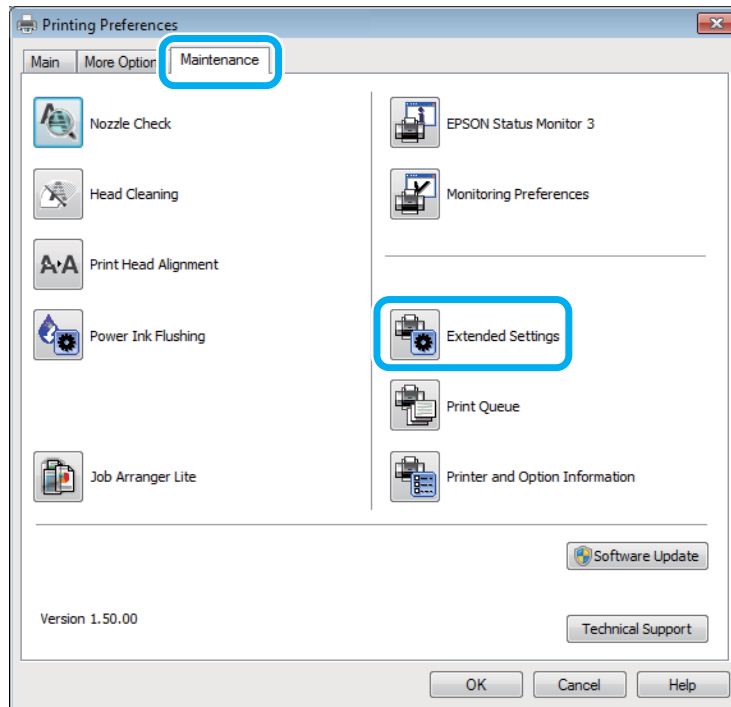 Printing Preferences
Main
More Option
Maintenance
Nozzle Check
EPSON Status Monitor 3
Head Cleaning
Monitoring Preferences
A A
Print Head Alignment
Power Ink Flushing
Extended Settings
Print Queue
Job Arranger Lite
Printer and Option Information
Software Update
Version 1.50.00
Technical Support
OK
Cancel
Help